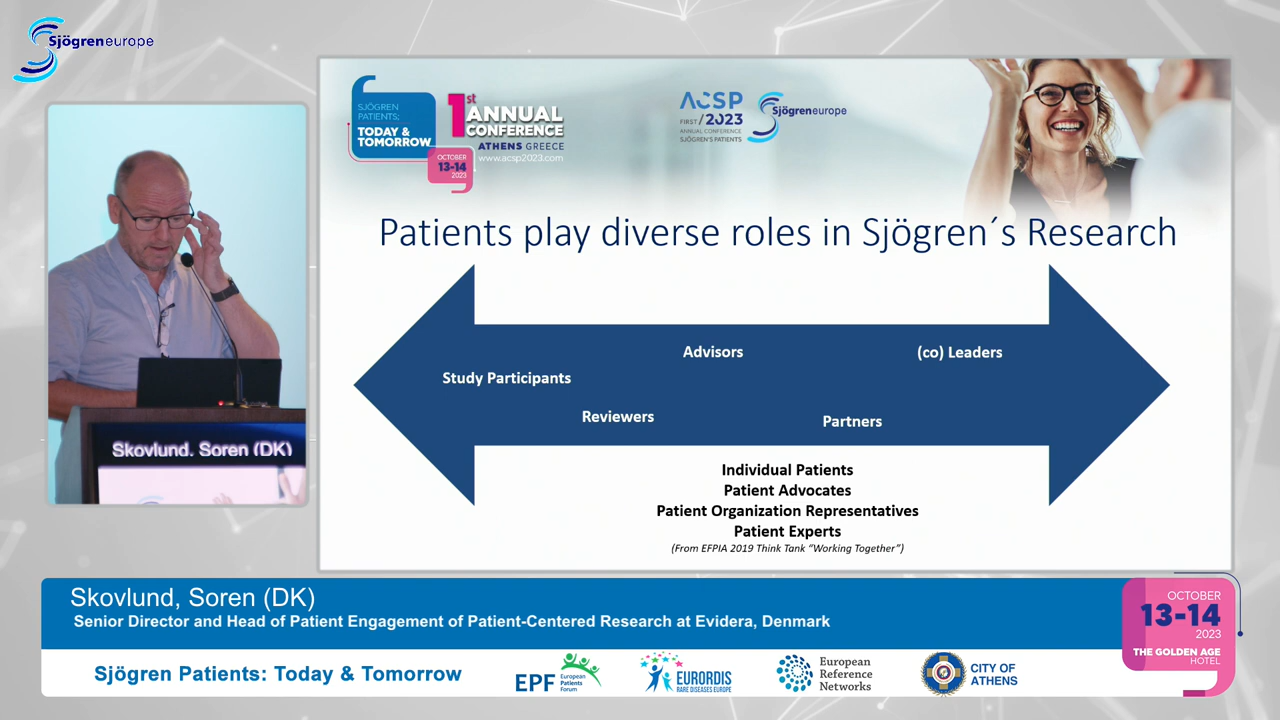 Sjögreneurope
SJÖGREN
PATIENTS:
TODAY &
TOMORROW
1st
ANNUAL
CONFERENCE
ATHENS GREECE
www.acsp2023.com
OCTOBER
13-14
2023
ACSP
FIRST / 2023
ANNUAL CONFERENCE
SJÖGREN'S PATIENTS
Sjögreneurope
Patients play diverse roles in Sjögren´s Research
Advisors
(co) Leaders
Study Participants
Reviewers
Partners
Individual Patients
Patient Advocates
Patient Organization Representatives
Patient Experts
(From EFPIA 2019 Think Tank “Working Together”)
Skovlund. Soren (DK)
Skovlund, Soren (DK)
Senior Director and Head of Patient Engagement of Patient-Centered Research at Evidera, Denmark
OCTOBER
13-14
2023
THE GOLDEN AGE
HOTEL
Sjögren Patients: Today & Tomorrow
EPF
European
Patients
Forum
EURORDIS
RARE DISEASES EUROPE
European
Reference
Networks
CITY OF
ATHENS